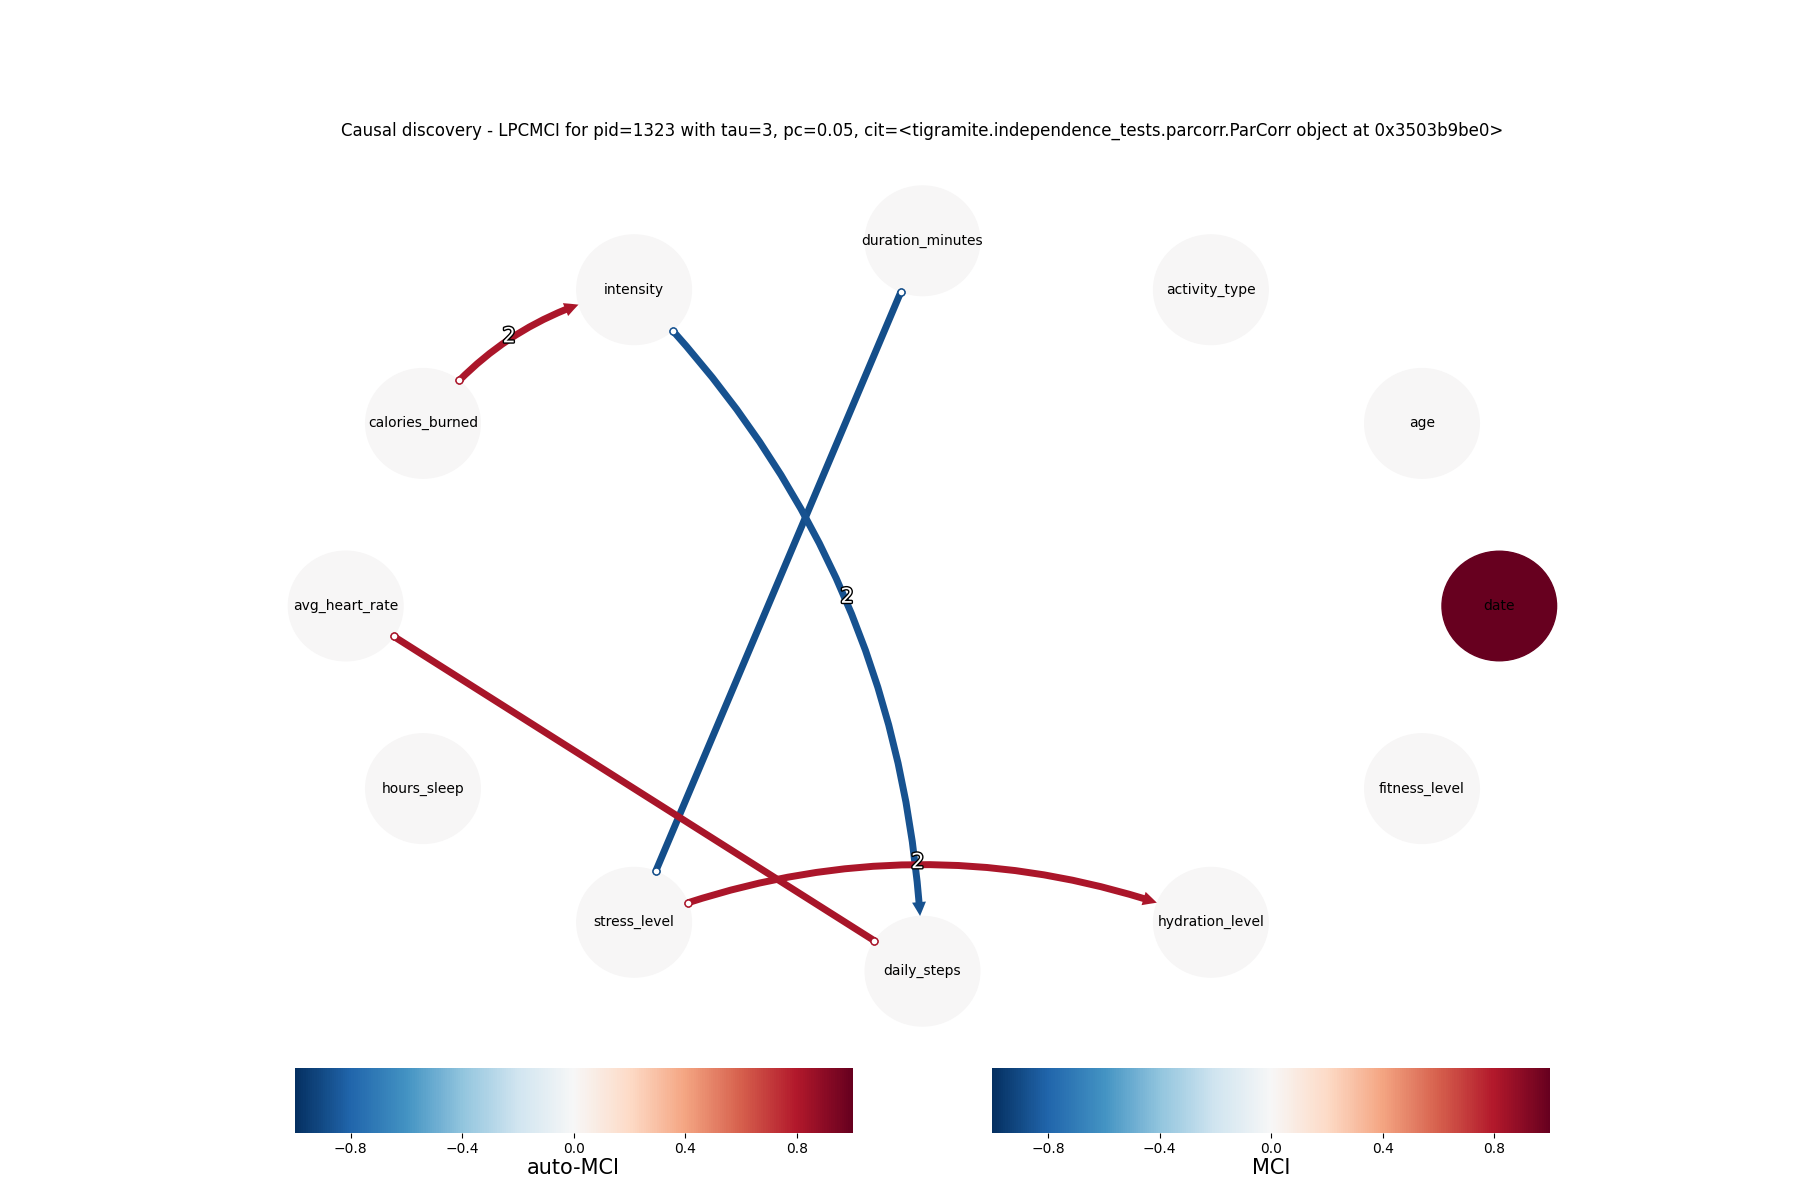 Causal discovery - LPCMCI for pid=1323 with tau=3, pc=0.05, cit=<tigramite.independence_tests.parcorr.ParCorr object at 0x3503b9be0>
duration_minutes
intensity
activity_type
2
calories_burned
age
2
avg_heart_rate
date
hours_sleep
fitness_level
2
stress_level
hydration_level
daily_steps
−0.8 −0.4 0.0 0.4 0.8
auto-MCI
−0.8 −0.4 0.0 0.4 0.8
MCI